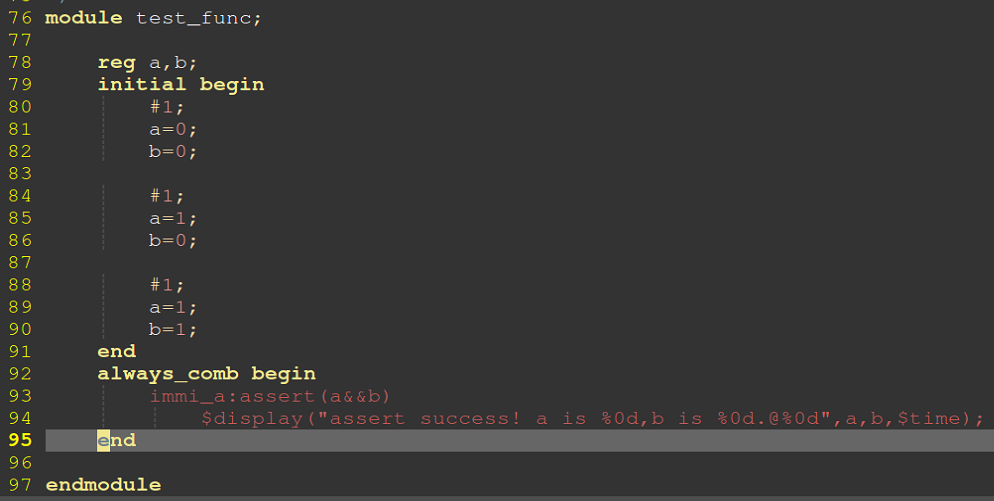 76 module test_func;
77
78 reg a,b;
79 initial begin
80 #1;
81 a=0;
82 b=0;
83
84 #1;
85 a=1;
86 b=0;
87
88 #1;
89 a=1;
90 b=1;
91 end
92 always_comb begin
93 immi_a:assert(a&&b)
94 $display("assert success! a is %0d,b is %0d.@%0d",a,b,$time);
95 end
96
97 endmodule